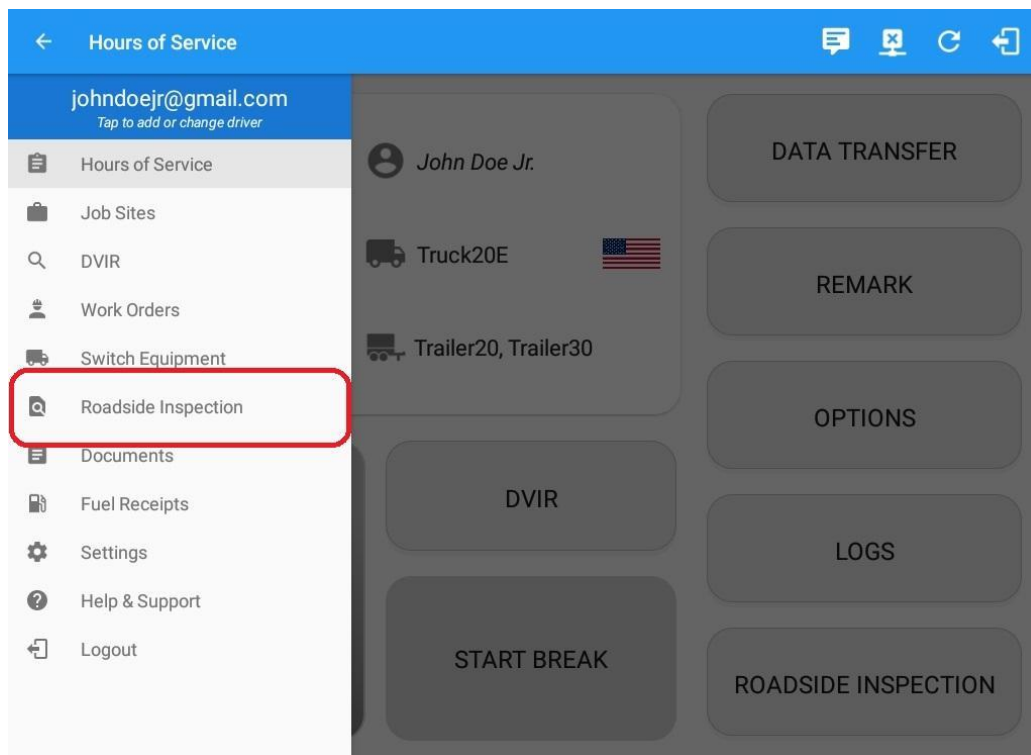 Hours of Service
johndoejr@gmail.com
Tap to add or change driver
Hours of Service
Job Sites
DVIR
Work Orders
Switch Equipment
Roadside Inspection
Documents
Fuel Receipts
Settings
Help & Support
Logout
John Doe Jr.
Truck20E
Trailer20, Trailer30
DVIR
START BREAK
DATA TRANSFER
REMARK
OPTIONS
LOGS
ROADSIDE INSPECTION